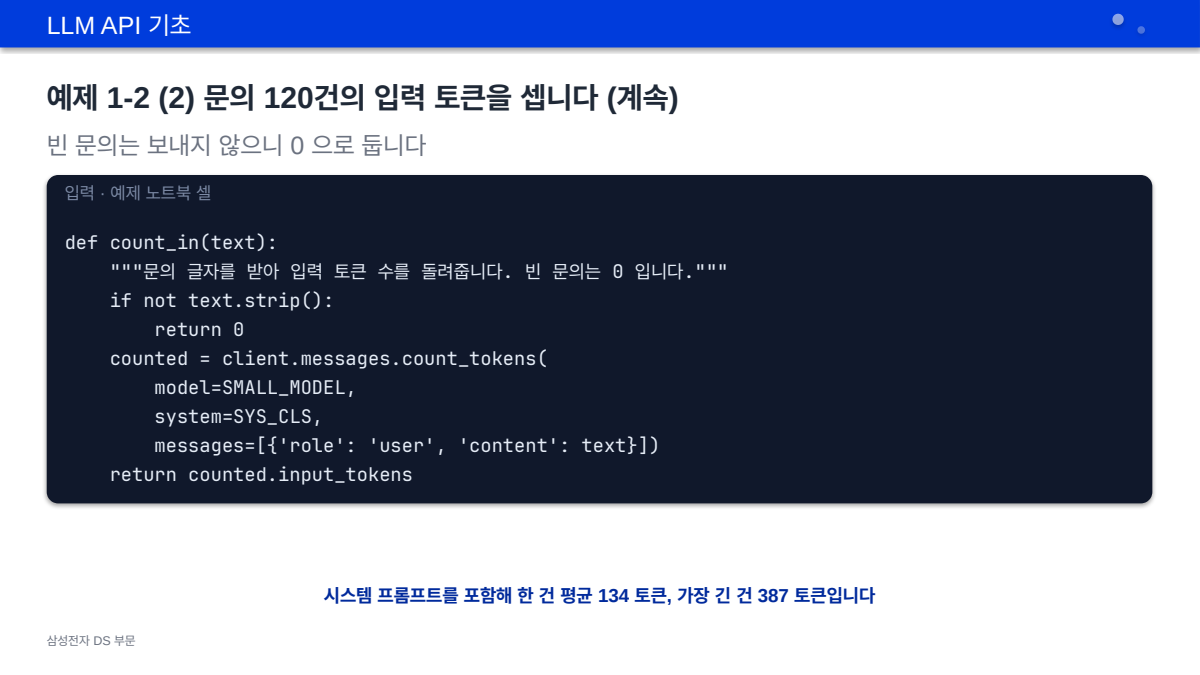 LLM API 기초
예제 1-2 (2) 문의 120건의 입력 토큰을 셉니다 (계속)
빈 문의는 보내지 않으니 0 으로 둡니다
입력 · 예제 노트북 셀
def count_in(text):
    """문의 글자를 받아 입력 토큰 수를 돌려줍니다. 빈 문의는 0 입니다."""
    if not text.strip():
        return 0
    counted = client.messages.count_tokens(
        model=SMALL_MODEL,
        system=SYS_CLS,
        messages=[{'role': 'user', 'content': text}])
    return counted.input_tokens
시스템 프롬프트를 포함해 한 건 평균 134 토큰, 가장 긴 건 387 토큰입니다
삼성전자 DS 부문